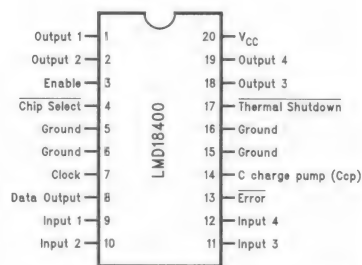 Output 1 1
Output 2 2
Enable 3
Chip Select 4
Ground 5
Ground 6
Clock 7
Data Output 8
Input 1 9
Input 2 10
LMD18400
20 VCC
19 Output 4
18 Output 3
17 Thermal Shutdown
16 Ground
15 Ground
14 C charge pump (Ccp)
13 Error
12 Input 4
11 Input 3